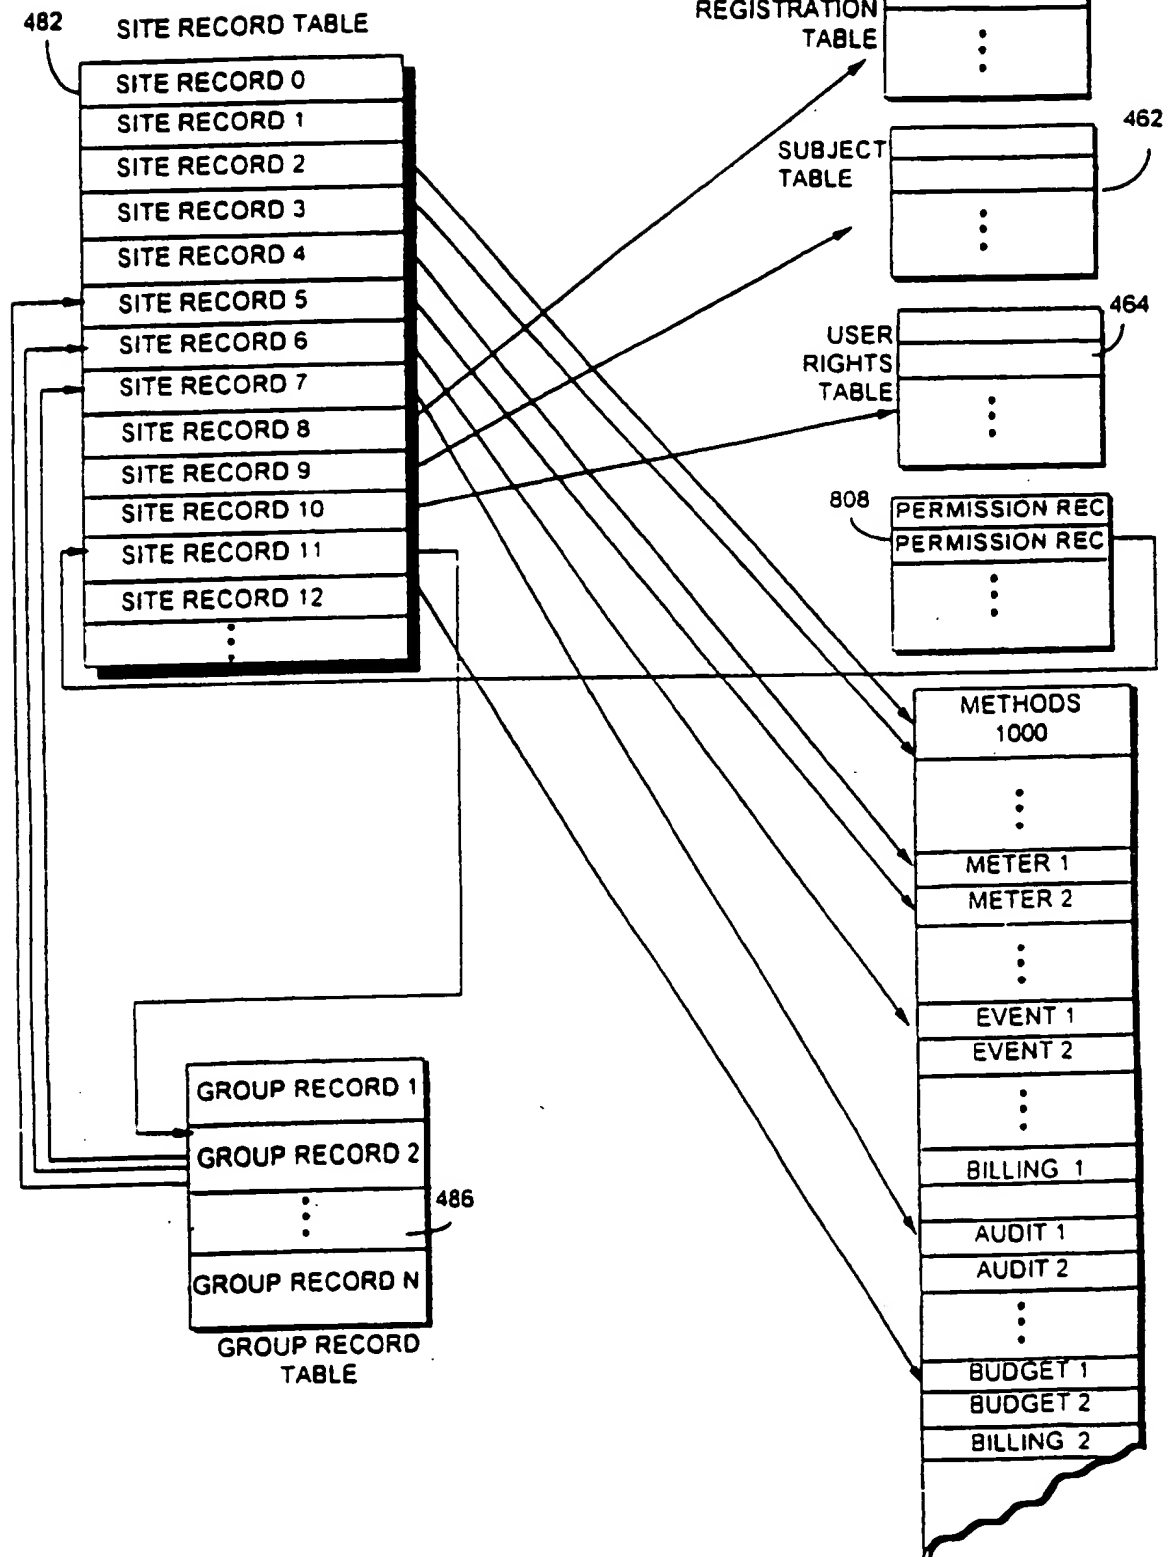 482
SITE RECORD TABLE
SITE RECORD 0
SITE RECORD 1
SITE RECORD 2
SITE RECORD 3
SITE RECORD 4
SITE RECORD 5
SITE RECORD 6
SITE RECORD 7
SITE RECORD 8
SITE RECORD 9
SITE RECORD 10
SITE RECORD 11
SITE RECORD 12
REGISTRATION
TABLE
SUBJECT
TABLE
462
USER
RIGHTS
TABLE
464
808
PERMISSION REC
PERMISSION REC
METHODS
1000
METER 1
METER 2
EVENT 1
EVENT 2
BILLING 1
AUDIT 1
AUDIT 2
BUDGET 1
BUDGET 2
BILLING 2
GROUP RECORD 1
GROUP RECORD 2
486
GROUP RECORD N
GROUP RECORD
TABLE